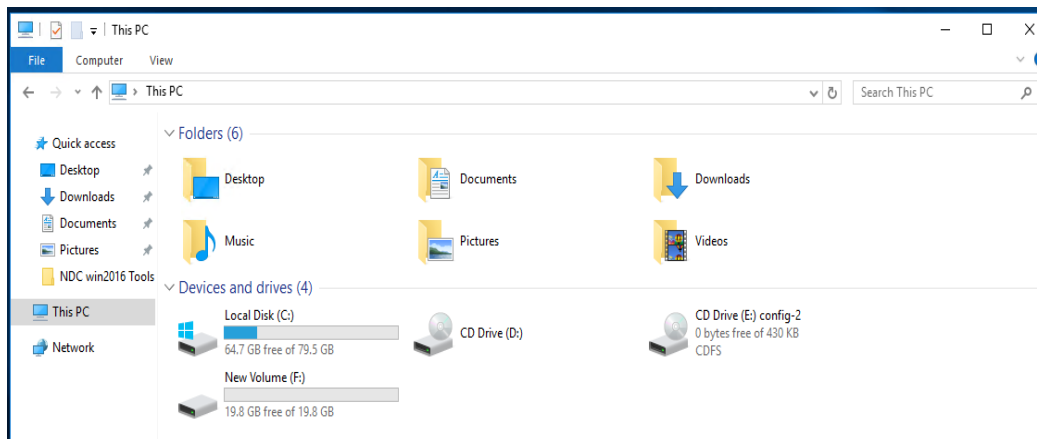 This PC
File Computer View
This PC
Search This PC
Quick access
Desktop
Downloads
Documents
Pictures
NDC win2016 Tools
This PC
Network
Folders (6)
Desktop
Documents
Downloads
Music
Pictures
Videos
Devices and drives (4)
Local Disk (C:)
64.7 GB free of 79.5 GB
CD Drive (D:)
CD Drive (E:) config-2
0 bytes free of 430 KB
CDFS
New Volume (F:)
19.8 GB free of 19.8 GB